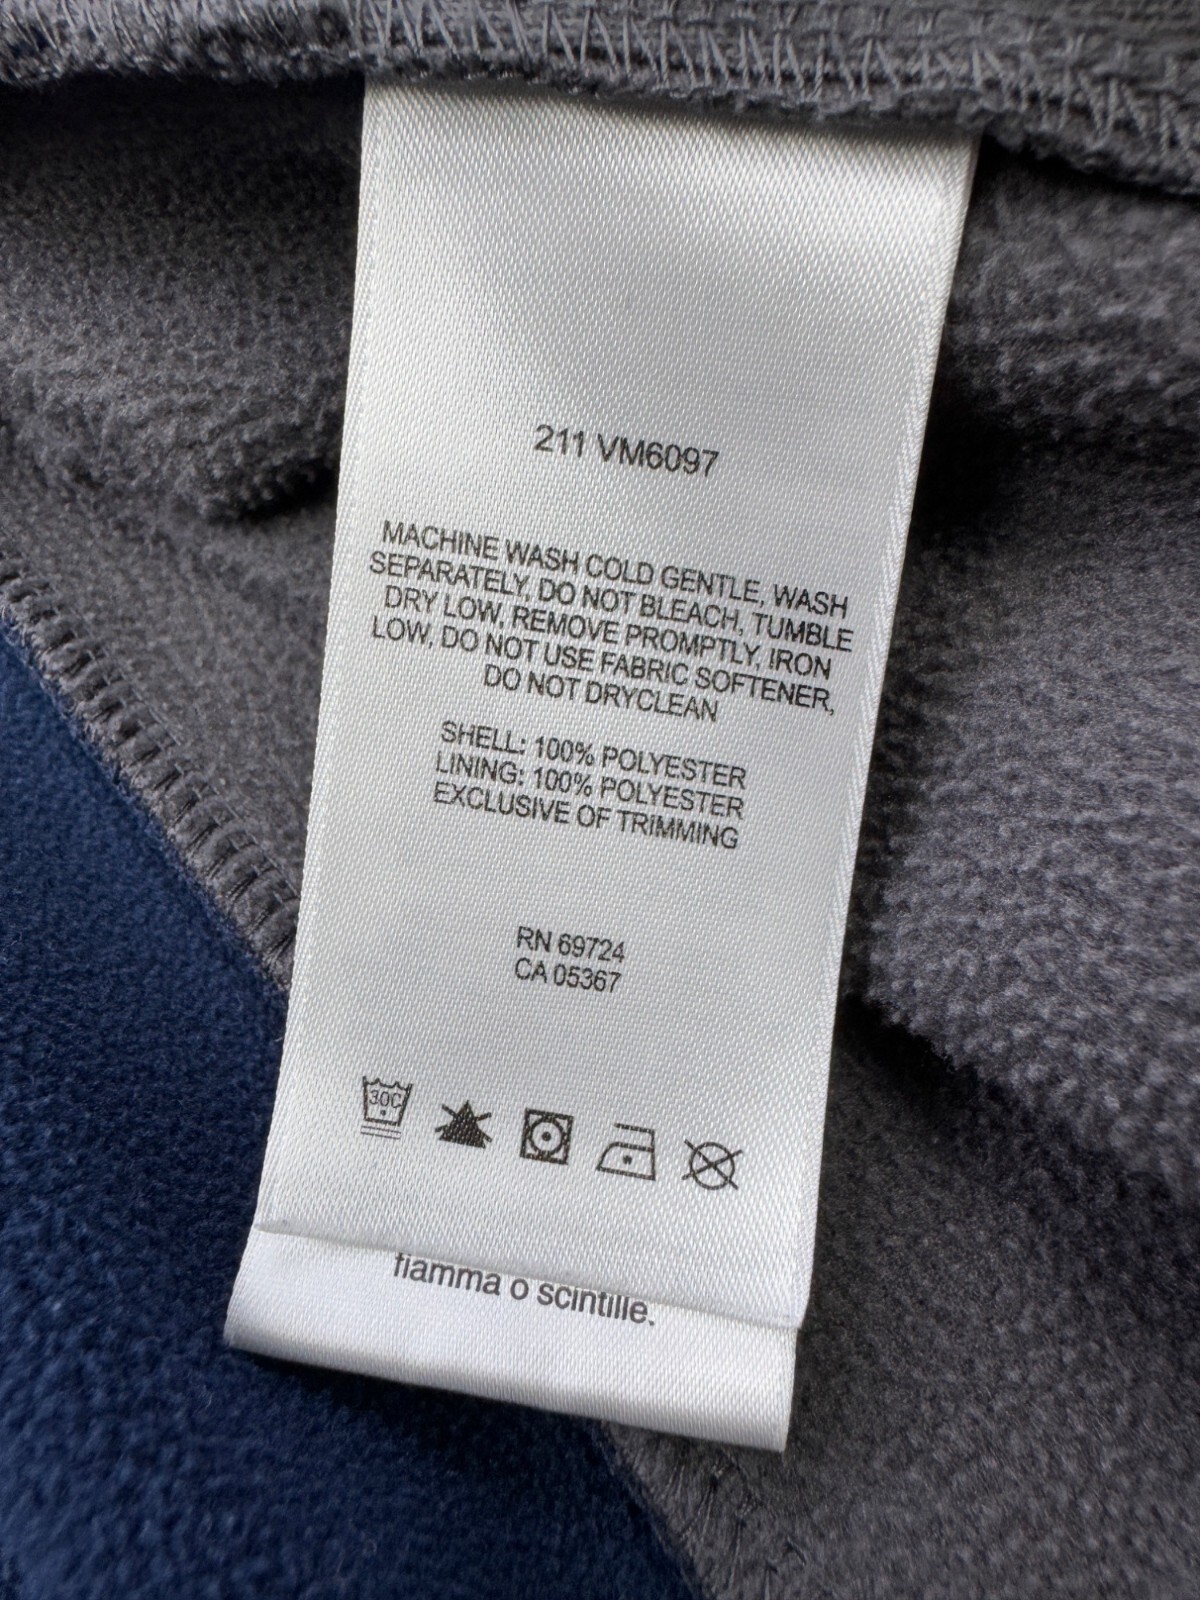 211 VM6097
MACHINE WASH COLD GENTLE, WASH
SEPARATELY, DO NOT BLEACH, TUMBLE
DRY LOW, REMOVE PROMPTLY, IRON
LOW, DO NOT USE FABRIC SOFTENER,
DO NOT DRYCLEAN
SHELL: 100% POLYESTER
LINING: 100% POLYESTER
EXCLUSIVE OF TRIMMING
RN 69724
CA 05367
30C
fiamma o scintille.